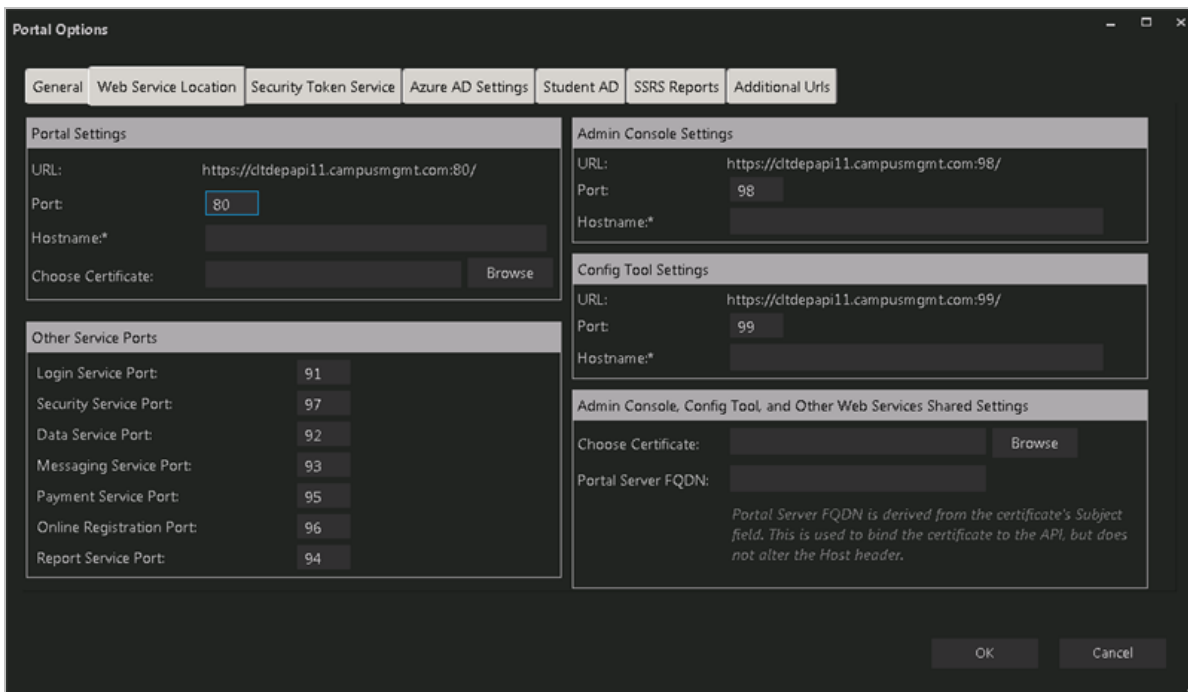 Portal Options
General Web Service Location Security Token Service Azure AD Settings Student AD SSRS Reports Additional Urls
Portal Settings
URL: https://cltdepapi11.campusmgmt.com:80/
Port: 80
Hostname:*
Choose Certificate: Browse
Other Service Ports
Login Service Port: 91
Security Service Port: 97
Data Service Port: 92
Messaging Service Port: 93
Payment Service Port: 95
Online Registration Port: 96
Report Service Port: 94
Admin Console Settings
URL: https://cltdepapi11.campusmgmt.com:98/
Port: 98
Hostname:*
Config Tool Settings
URL: https://cltdepapi11.campusmgmt.com:99/
Port: 99
Hostname:*
Admin Console, Config Tool, and Other Web Services Shared Settings
Choose Certificate: Browse
Portal Server FQDN:
Portal Server FQDN is derived from the certificate's Subject
field. This is used to bind the certificate to the API, but does
not alter the Host header.
OK Cancel